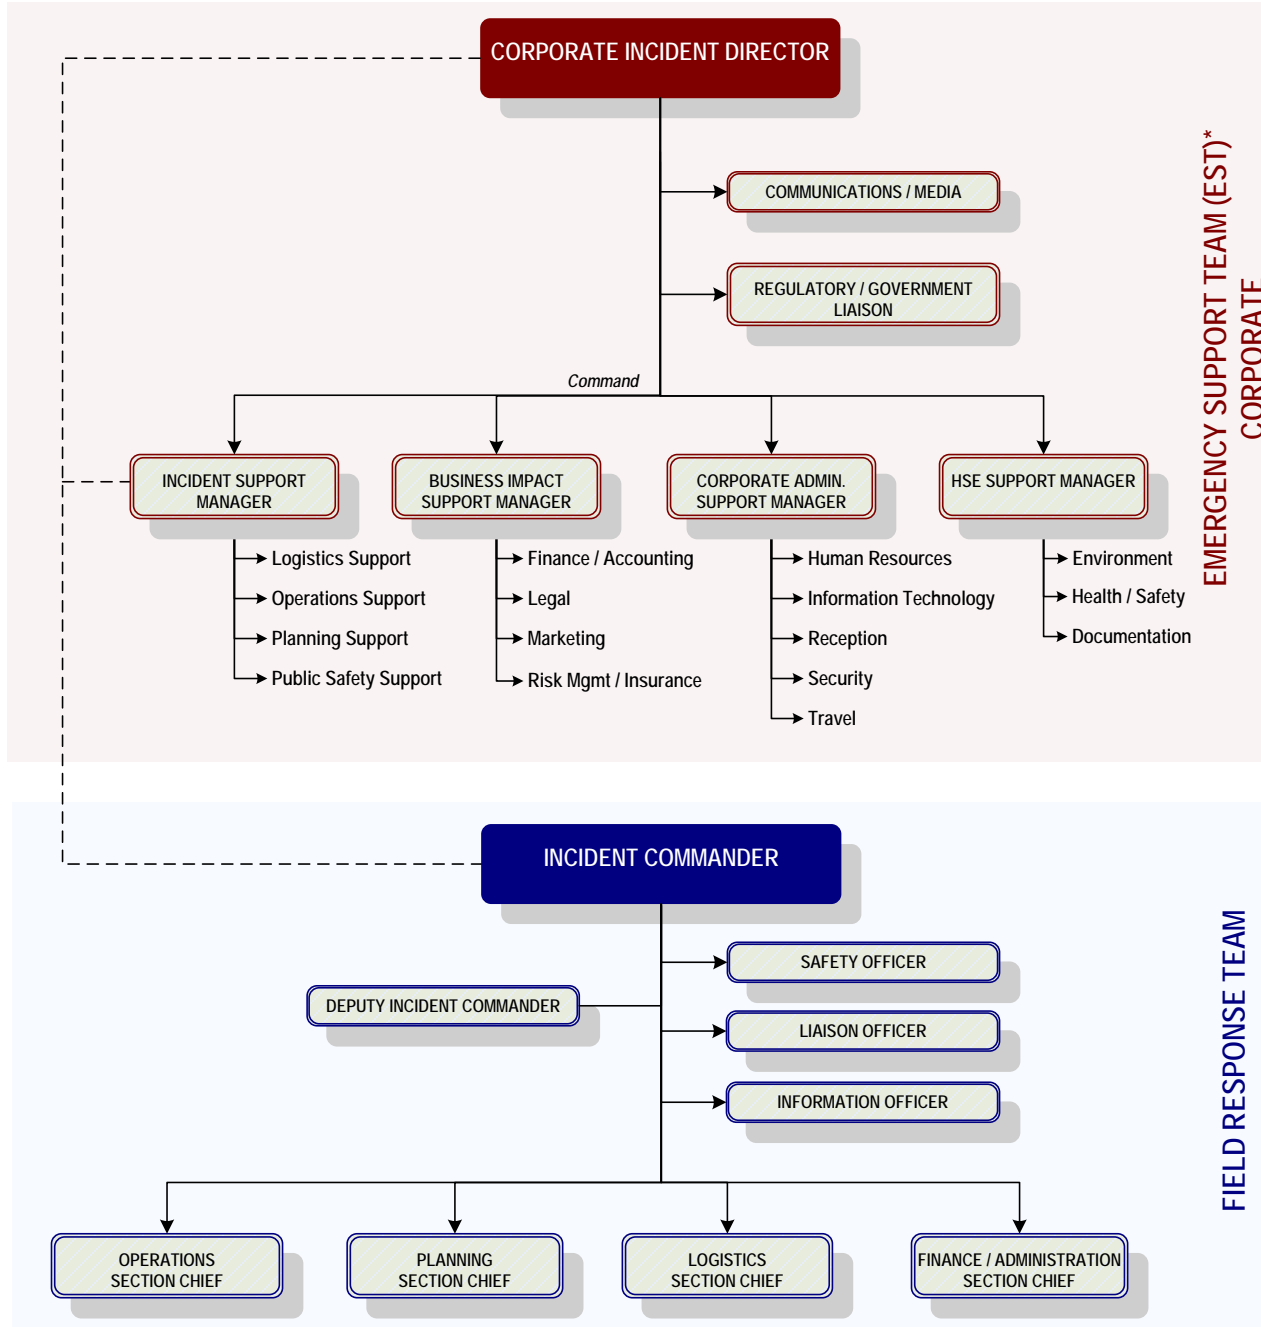 CORPORATE INCIDENT DIRECTOR
COMMUNICATIONS / MEDIA
REGULATORY / GOVERNMENT
LIAISON
Command
INCIDENT SUPPORT
MANAGER
Logistics Support
Operations Support
Planning Support
Public Safety Support
BUSINESS IMPACT
SUPPORT MANAGER
Finance / Accounting
Legal
Marketing
Risk Mgmt / Insurance
CORPORATE ADMIN.
SUPPORT MANAGER
Human Resources
Information Technology
Reception
Security
Travel
HSE SUPPORT MANAGER
Environment
Health / Safety
Documentation
EMERGENCY SUPPORT TEAM (EST)*
CORPORATE
INCIDENT COMMANDER
SAFETY OFFICER
DEPUTY INCIDENT COMMANDER
LIAISON OFFICER
INFORMATION OFFICER
OPERATIONS
SECTION CHIEF
PLANNING
SECTION CHIEF
LOGISTICS
SECTION CHIEF
FINANCE / ADMINISTRATION
SECTION CHIEF
FIELD RESPONSE TEAM